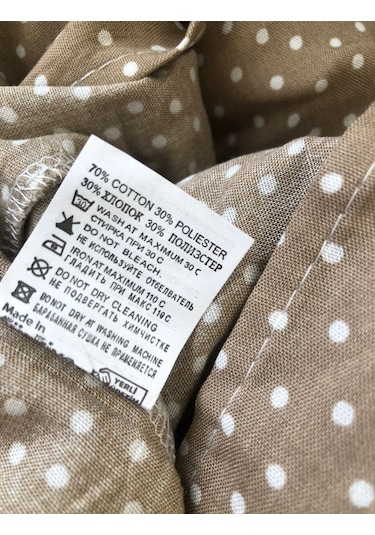 70% COTTON 30% POLIESTER
30% ХЛОПОК 30% ПОЛИЭСТЕР
30 WASH AT MAXIMUM 30 C
СТИРКА ПРИ 30 C
DO NOT BLEACH.
НЕ ИСПОЛЬЗУЙТЕ ОТБЕЛИВАТЕЛЬ
IRON AT MAXIMUM 110 C
ГЛАДИТЬ ПРИ МАКС 110 C
DO NOT DRY CLEANING
НЕ ПОДВЕРГАТЬ ХИМЧИСТКЕ
DO NOT DRY AT WASHING MACHINE
БАРАБАННАЯ СУШКА НЕ ПРИМЕНЯЕТСЯ
Made In
YERLİ